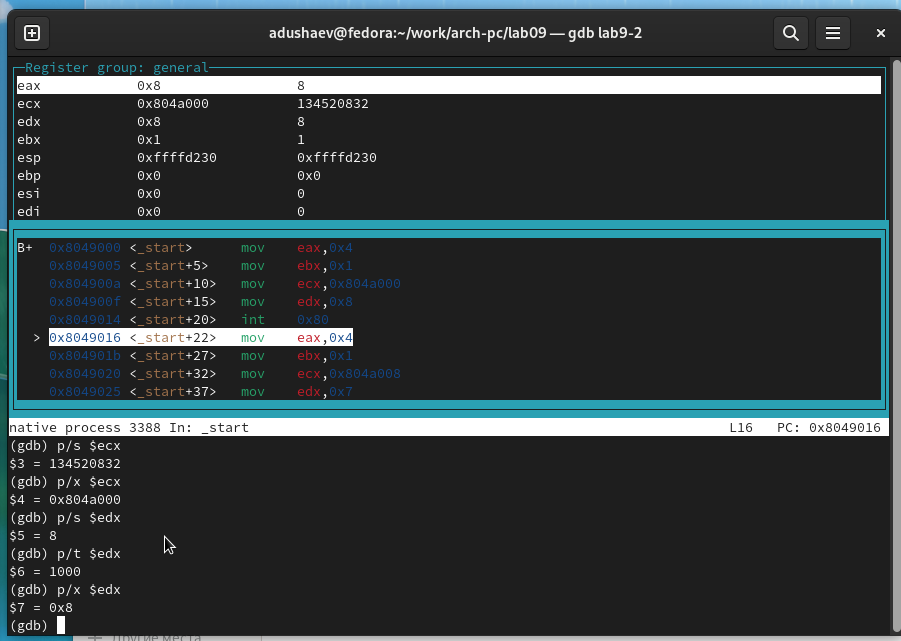 adushaev@fedora:~/work/arch-pc/lab09 — gdb lab9-2
Register group: general
eax 0x8 8
ecx 0x804a000 134520832
edx 0x8 8
ebx 0x1 1
esp 0xffffd230 0xffffd230
ebp 0x0 0x0
esi 0x0 0
edi 0x0 0
B+ 0x8049000 <_start> mov eax,0x4
0x8049005 <_start+5> mov ebx,0x1
0x804900a <_start+10> mov ecx,0x804a000
0x804900f <_start+15> mov edx,0x8
0x8049014 <_start+20> int 0x80
> 0x8049016 <_start+22> mov eax,0x4
0x804901b <_start+27> mov ebx,0x1
0x8049020 <_start+32> mov ecx,0x804a008
0x8049025 <_start+37> mov edx,0x7
native process 3388 In: _start L16 PC: 0x8049016
(gdb) p/s $ecx
$3 = 134520832
(gdb) p/x $ecx
$4 = 0x804a000
(gdb) p/s $edx
$5 = 8
(gdb) p/t $edx
$6 = 1000
(gdb) p/x $edx
$7 = 0x8
(gdb)
Другие места